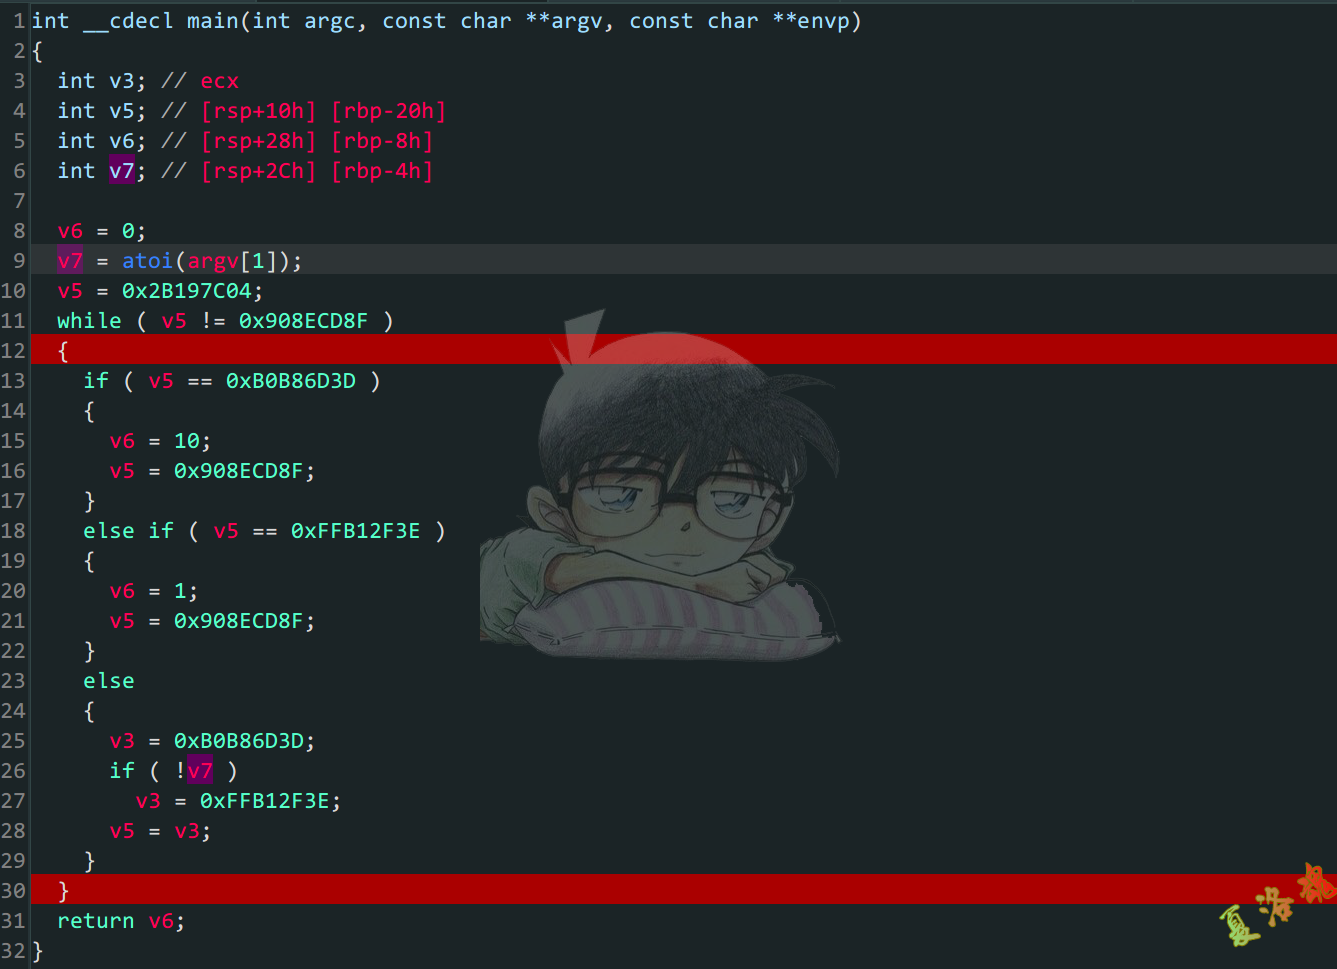 1 int __cdecl main(int argc, const char **argv, const char **envp)
2 {
3   int v3; // ecx
4   int v5; // [rsp+10h] [rbp-20h]
5   int v6; // [rsp+28h] [rbp-8h]
6   int v7; // [rsp+2Ch] [rbp-4h]
7
8   v6 = 0;
9   v7 = atoi(argv[1]);
10   v5 = 0x2B197C04;
11   while ( v5 != 0x908ECD8F )
12   {
13     if ( v5 == 0xB0B86D3D )
14     {
15       v6 = 10;
16       v5 = 0x908ECD8F;
17     }
18     else if ( v5 == 0xFFB12F3E )
19     {
20       v6 = 1;
21       v5 = 0x908ECD8F;
22     }
23     else
24     {
25       v3 = 0xB0B86D3D;
26       if ( !v7 )
27         v3 = 0xFFB12F3E;
28       v5 = v3;
29     }
30   }
31   return v6;
32 }